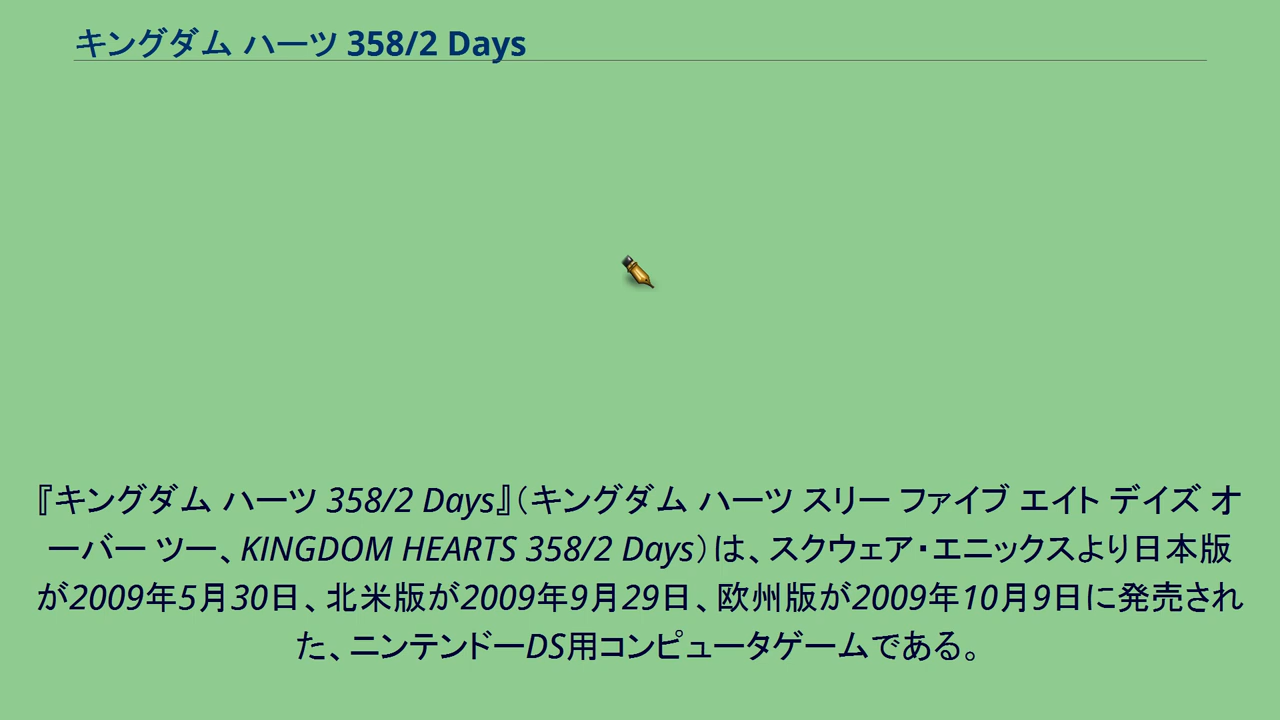 キングダム ハーツ 358/2 Days
『キングダム ハーツ 358/2 Days』（キングダム ハーツ スリー ファイブ エイト デイズ オ
ーバー ツー、KINGDOM HEARTS 358/2 Days）は、スクウェア・エニックスより日本版
が2009年5月30日、北米版が2009年9月29日、欧州版が2009年10月9日に発売され
た、ニンテンドーDS用コンピュータゲームである。